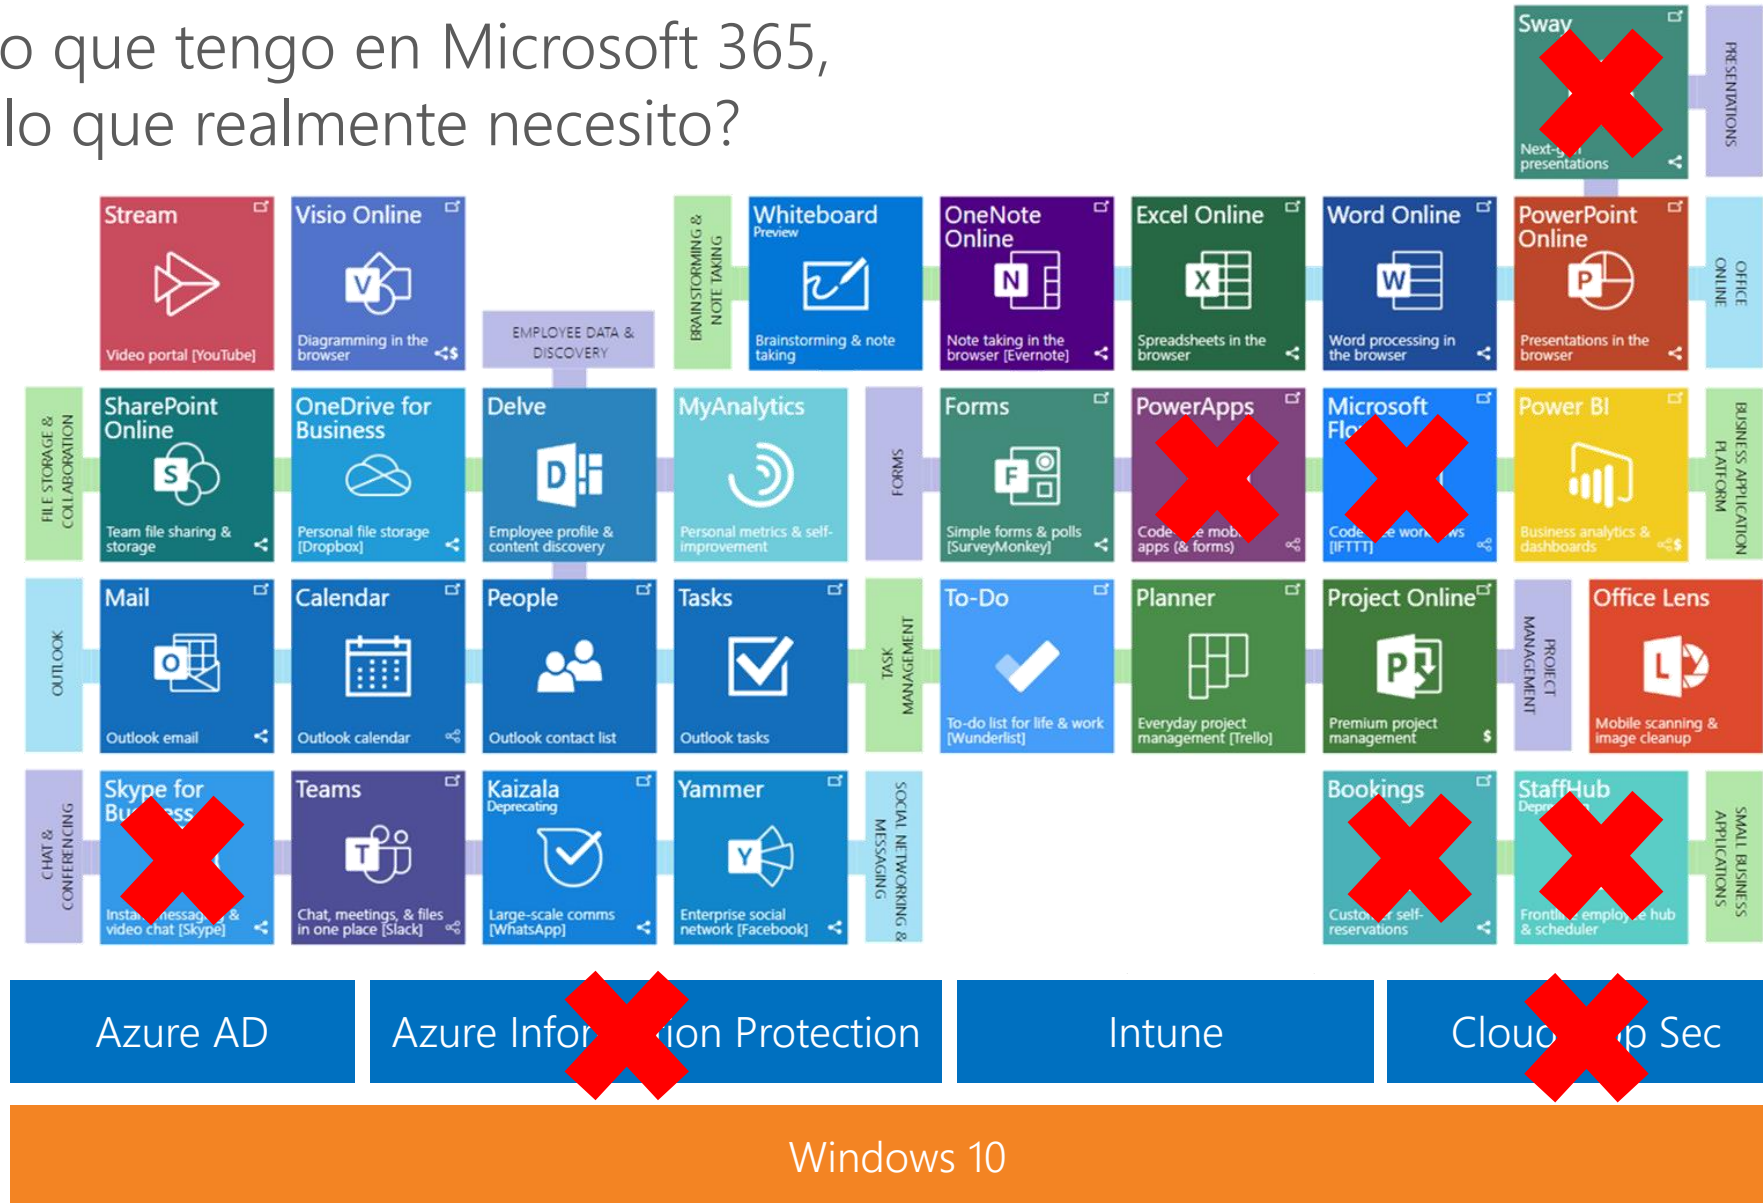 o que tengo en Microsoft 365,
lo que realmente necesito?
Sway
presentations
PRESENTATIONS
Stream
Video portal [YouTube]
Visio Online
Diagramming in the
browser
$
EMPLOYEE DATA &
DISCOVERY
BRAINSTORMING &
NOTE TAKING
Whiteboard
Preview
Brainstorming & note
taking
OneNote
Online
N
Note taking in the
browser [Evernote]
Excel Online
X
Spreadsheets in the
browser
Word Online
W
Word processing in
the browser
PowerPoint
Online
P
Presentations in the
browser
OFFICE
ONLINE
FILE STORAGE &
COLLABORATION
SharePoint
Online
S
Team file sharing &
storage
OneDrive for
Business
Personal file storage
[Dropbox]
Delve
D
Employee profile &
content discovery
MyAnalytics
Personal metrics & self-
improvement
FORMS
Forms
F
Simple forms & polls
[SurveyMonkey]
PowerApps
apps (& forms)
Microsoft
[IFTTT]
Power BI
Business analytics &
dashboards
$
BUSINESS APPLICATION
PLATFORM
OUTLOOK
Mail
O
Outlook email
Calendar
Outlook calendar
People
Outlook contact list
Tasks
Outlook tasks
TASK
MANAGEMENT
To-Do
To-do list for life & work
[Wunderlist]
Planner
Everyday project
management [Trello]
Project Online
P
Premium project
management
$
PROJECT
MANAGEMENT
Office Lens
L
Mobile scanning &
image cleanup
CHAT &
CONFERENCING
Skype for
&
video chat [Skype]
Teams
T
Chat, meetings, & files
in one place [Slack]
Kaizala
Deprecating
Large-scale comms
[WhatsApp]
Yammer
Y
Enterprise social
network [Facebook]
SOCIAL NETWORKING &
MESSAGING
Bookings
self-
reservations
StaffHub
hub
& scheduler
SMALL BUSINESS
APPLICATIONS
Azure AD
Azure Protection
Intune
Sec
Windows 10